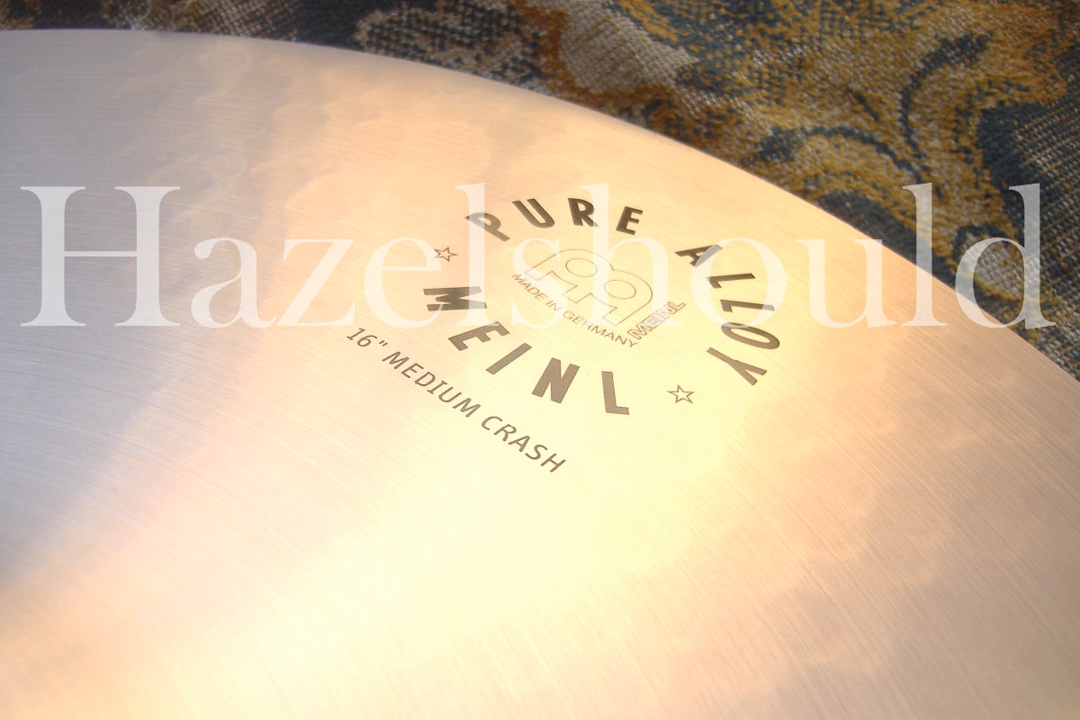 Hazelshould
PURE ALLOY
MADE IN GERMANY
MEINL
MEINL
16" MEDIUM CRASH